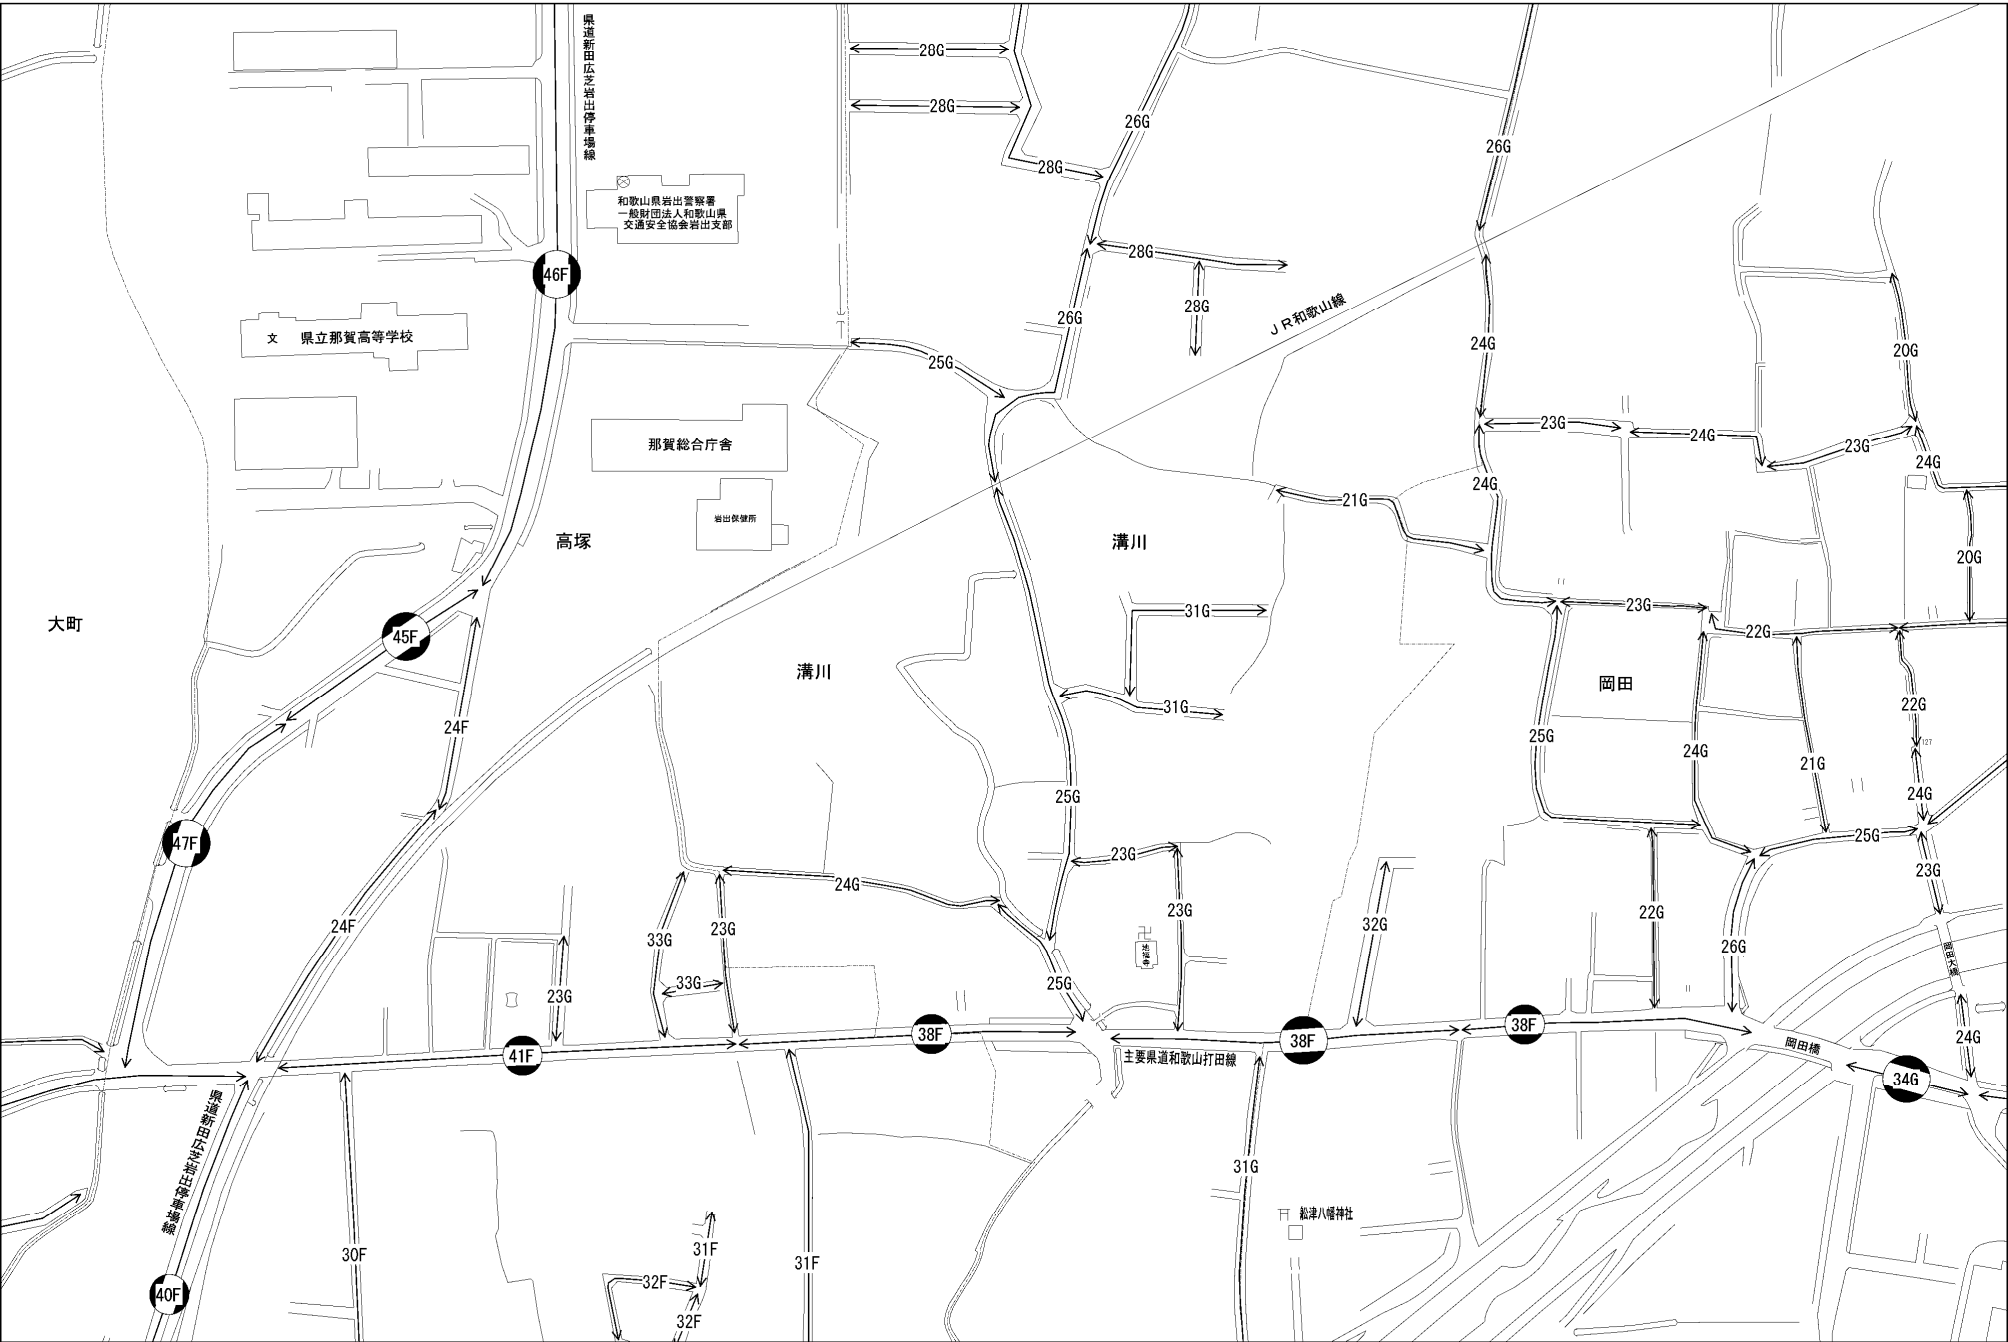 県道新田広芝岩出停車場線
28G
28G
26G
26G
28G
和歌山県岩出警察署
一般財団法人和歌山県
交通安全協会岩出支部
28G
46F
28G
26G
JR和歌山線
文 県立那賀高等学校
24G
20G
25G
23G
24G
23G
那賀総合庁舎
24G
24G
21G
岩出保健所
高塚
溝川
20G
31G
23G
大町
45F
22G
溝川
岡田
31G
22G
24F
25G
24G
127
21G
25G
24G
25G
47F
23G
24G
23G
23G
22G
32G
24F
33G
23G
26G
地福寺
岡田大橋
33G
25G
23G
38F
38F
38F
24G
41F
主要県道和歌山打田線
岡田橋
34G
県道新田広芝岩出停車場線
31G
舩津八幡神社
30F
31F
31F
32F
40F
32F